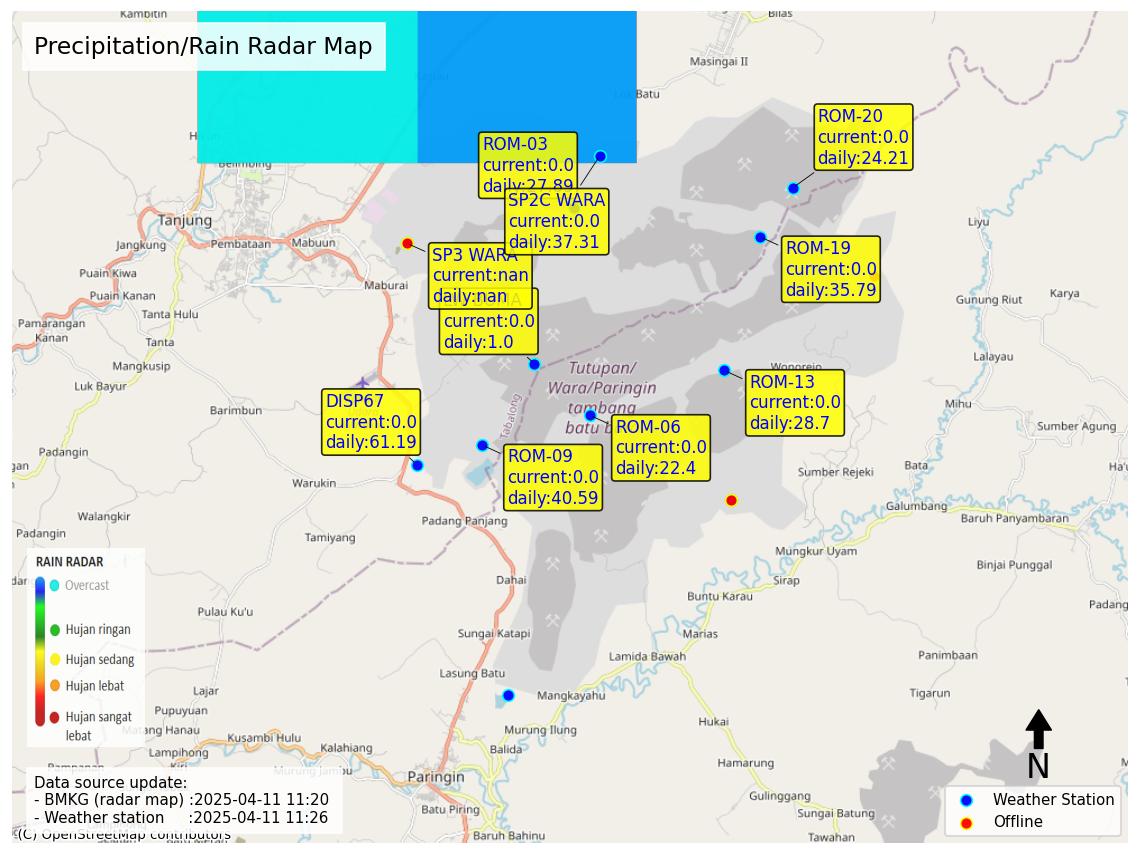 Kambitin
Bilas
Precipitation/Rain Radar Map
Masingai II
Kapuau
Lok Batu
Belimbing
Tanjung
Jangkung
Pembataan
Mabuun
Maburai
Puain Kiwa
Puain Kanan
Tanta Hulu
Pamarangan
Kanan
Tanta
Mangkusip
Luk Bayur
Barimbun
Padangin
Warukin
Walangkir
Padangin
Tamiyang
Padang Panjang
Dahai
Pulau Ku'u
Sungai Katapi
Lasung Batu
Mangkayahu
Murung Ilung
Lajar
Pupuyuan
Matang Hanau
Lampihong
Kusambi Hulu
Kalahiang
Balida
Murung Jambu
Paringin
Batu Piring
Baruh Bahinu
Liyu
Gunung Riut
Karya
Lalayau
Wonorejo
Mihu
Sumber Agung
Sumber Rejeki
Bata
Galumbang
Baruh Panyambaran
Mungkur Uyam
Binjai Punggal
Sirap
Buntu Karau
Padang
Marias
Lamida Bawah
Panimbaan
Tigarun
Hukai
Hamarung
Gulinggang
Sungai Batung
Tawahan
Tabalong
Tutupan/
Wara/Paringin
tambang
batu b
ROM-03
current:0.0
daily:27.89
SP2C WARA
current:0.0
daily:37.31
ROM-20
current:0.0
daily:24.21
ROM-19
current:0.0
daily:35.79
SP3 WARA
current:nan
daily:nan
current:0.0
daily:1.0
ROM-13
current:0.0
daily:28.7
DISP67
current:0.0
daily:61.19
ROM-06
current:0.0
daily:22.4
ROM-09
current:0.0
daily:40.59
RAIN RADAR
Overcast
Hujan ringan
Hujan sedang
Hujan lebat
Hujan sangat
lebat
Data source update:
- BMKG (radar map) :2025-04-11 11:20
- Weather station :2025-04-11 11:26
(C) OpenStreetMap contributors
N
Weather Station
Offline